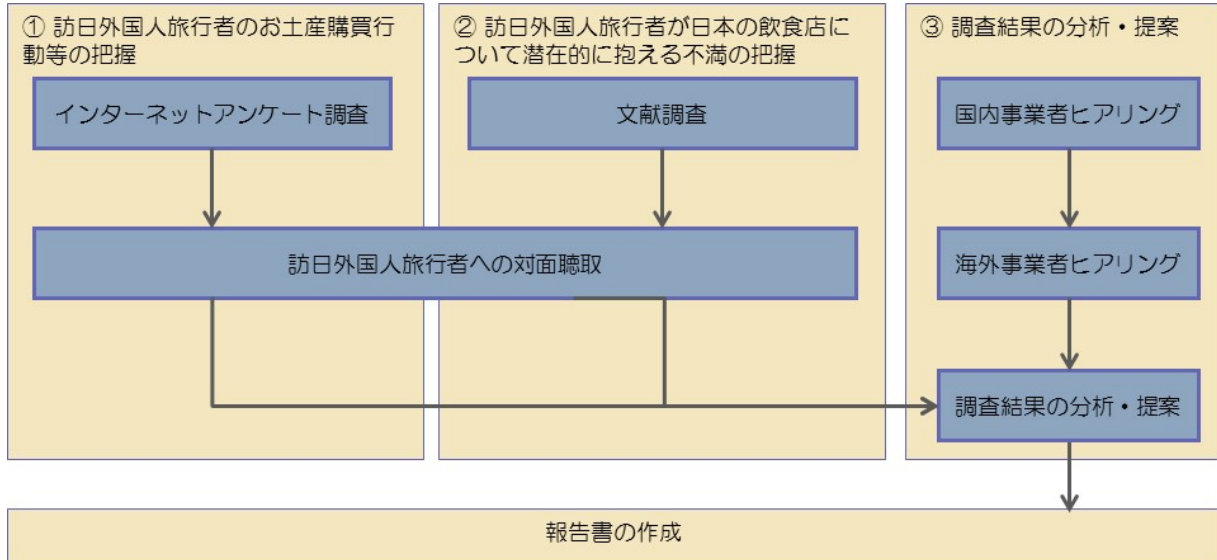 ① 訪日外国人旅行者のお土産購買行
動等の把握
インターネットアンケート調査
② 訪日外国人旅行者が日本の飲食店に
ついて潜在的に抱える不満の把握
文献調査
訪日外国人旅行者への対面聴取
③ 調査結果の分析・提案
国内事業者ヒアリング
海外事業者ヒアリング
調査結果の分析・提案
報告書の作成